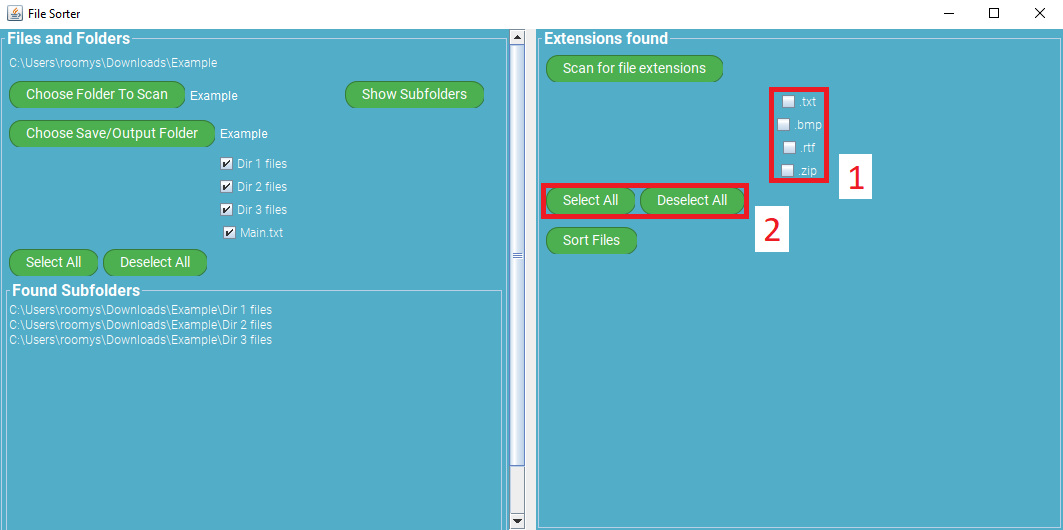 File Sorter
Files and Folders
C:\Users\roomys\Downloads\Example
Choose Folder To Scan Example Show Subfolders
Choose Save/Output Folder Example
Dir 1 files
Dir 2 files
Dir 3 files
Main.txt
Select All Deselect All
Found Subfolders
C:\Users\roomys\Downloads\Example\Dir 1 files
C:\Users\roomys\Downloads\Example\Dir 2 files
C:\Users\roomys\Downloads\Example\Dir 3 files
Extensions found
Scan for file extensions
.txt
.bmp
.rtf
.zip
1
Select All Deselect All
2
Sort Files